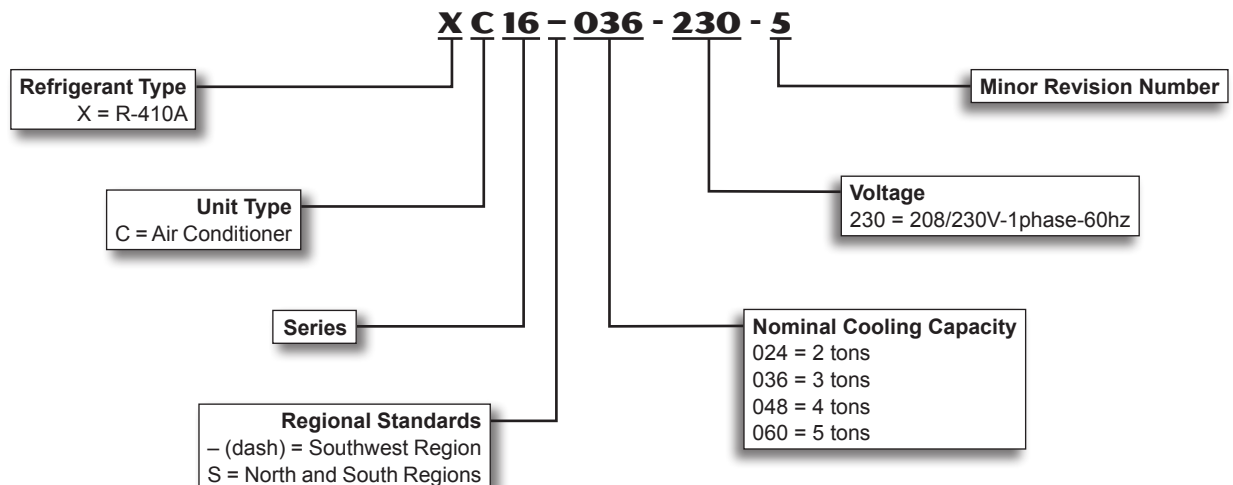 XC16–036-230-5
Refrigerant Type
X = R-410A
Minor Revision Number
Unit Type
C = Air Conditioner
Voltage
230 = 208/230V-1phase-60hz
Series
Nominal Cooling Capacity
024 = 2 tons
036 = 3 tons
048 = 4 tons
060 = 5 tons
Regional Standards
– (dash) = Southwest Region
S = North and South Regions